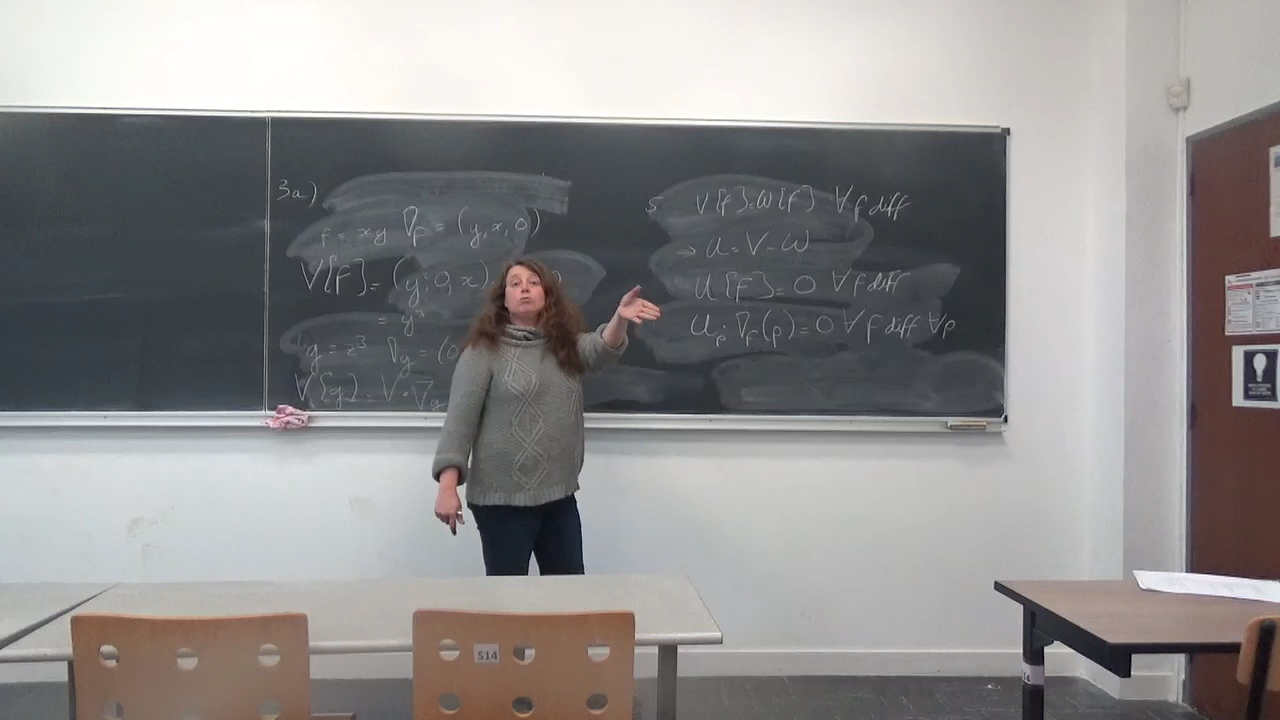 3a)
f = xy ∇f = (y, x, 0)
V[f] = (y; 0, x)
= y²
g = z³ ∇g = (0
V[g] = V · ∇g
5 V[f] = W[f] ∀ f diff
→ U = V - W
U[f] = 0 ∀ f diff
Up · ∇f(p) = 0 ∀ f diff ∀p
514